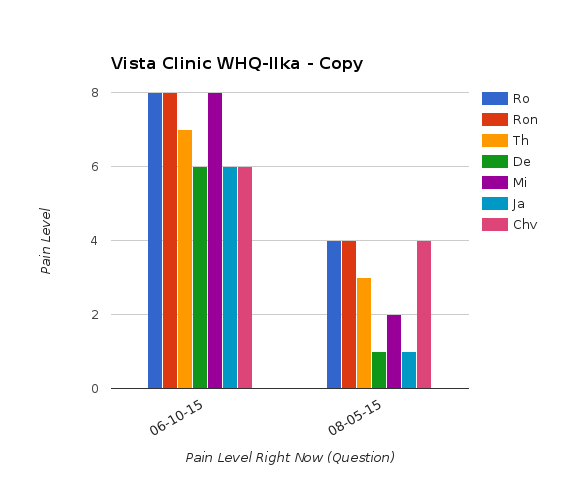 Vista Clinic WHQ-IIka - Copy
8
6
4
2
0
Pain Level
06-10-15
08-05-15
Pain Level Right Now (Question)
Ro
Ron
Th
De
Mi
Ja
Chv